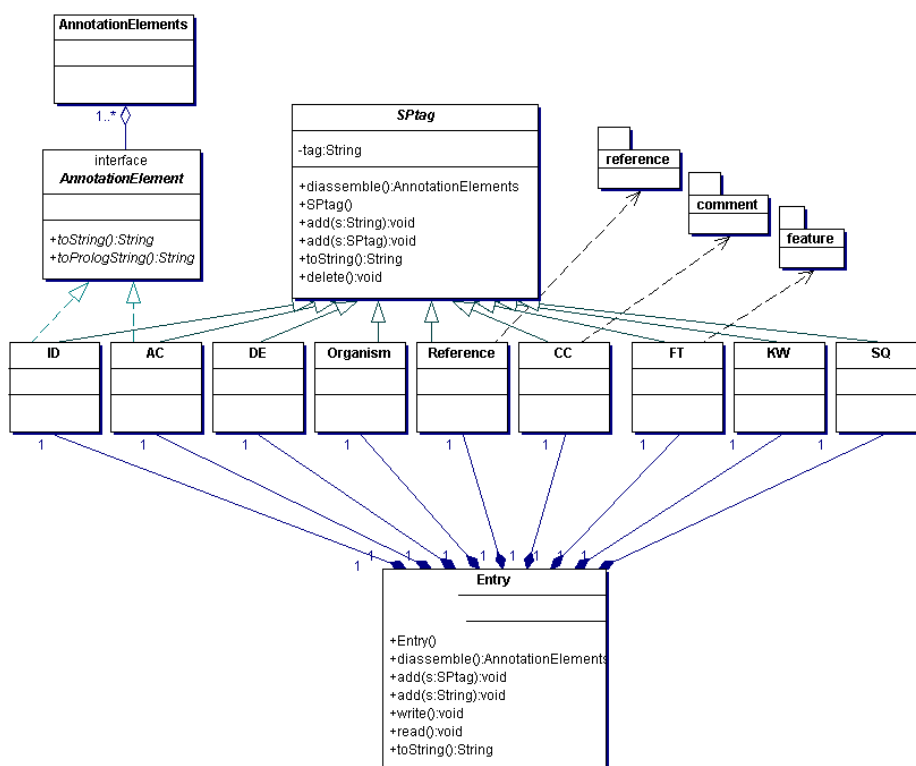 AnnotationElements
1..*
interface
AnnotationElement
+toString():String
+toPrologString():String
SPtag
-tag:String
+diassemble():AnnotationElements
+SPtag()
+add(s:String):void
+add(s:SPtag):void
+toString():String
+delete():void
reference
comment
feature
ID AC DE Organism Reference CC FT KW SQ
1 1 1 1 1 1 1 1 1
1 1 1 1 1 1 1 1 1
Entry
+Entry()
+diassemble():AnnotationElements
+add(s:SPtag):void
+add(s:String):void
+write():void
+read():void
+toString():String